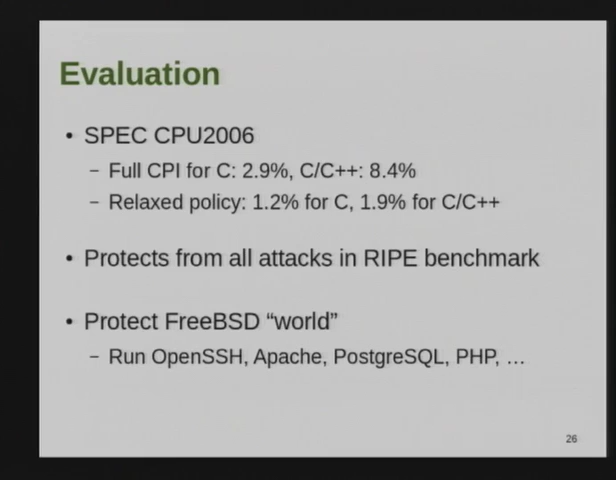 Evaluation
• SPEC CPU2006
– Full CPI for C: 2.9%, C/C++: 8.4%
– Relaxed policy: 1.2% for C, 1.9% for C/C++
• Protects from all attacks in RIPE benchmark
• Protect FreeBSD “world”
– Run OpenSSH, Apache, PostgreSQL, PHP, …
26